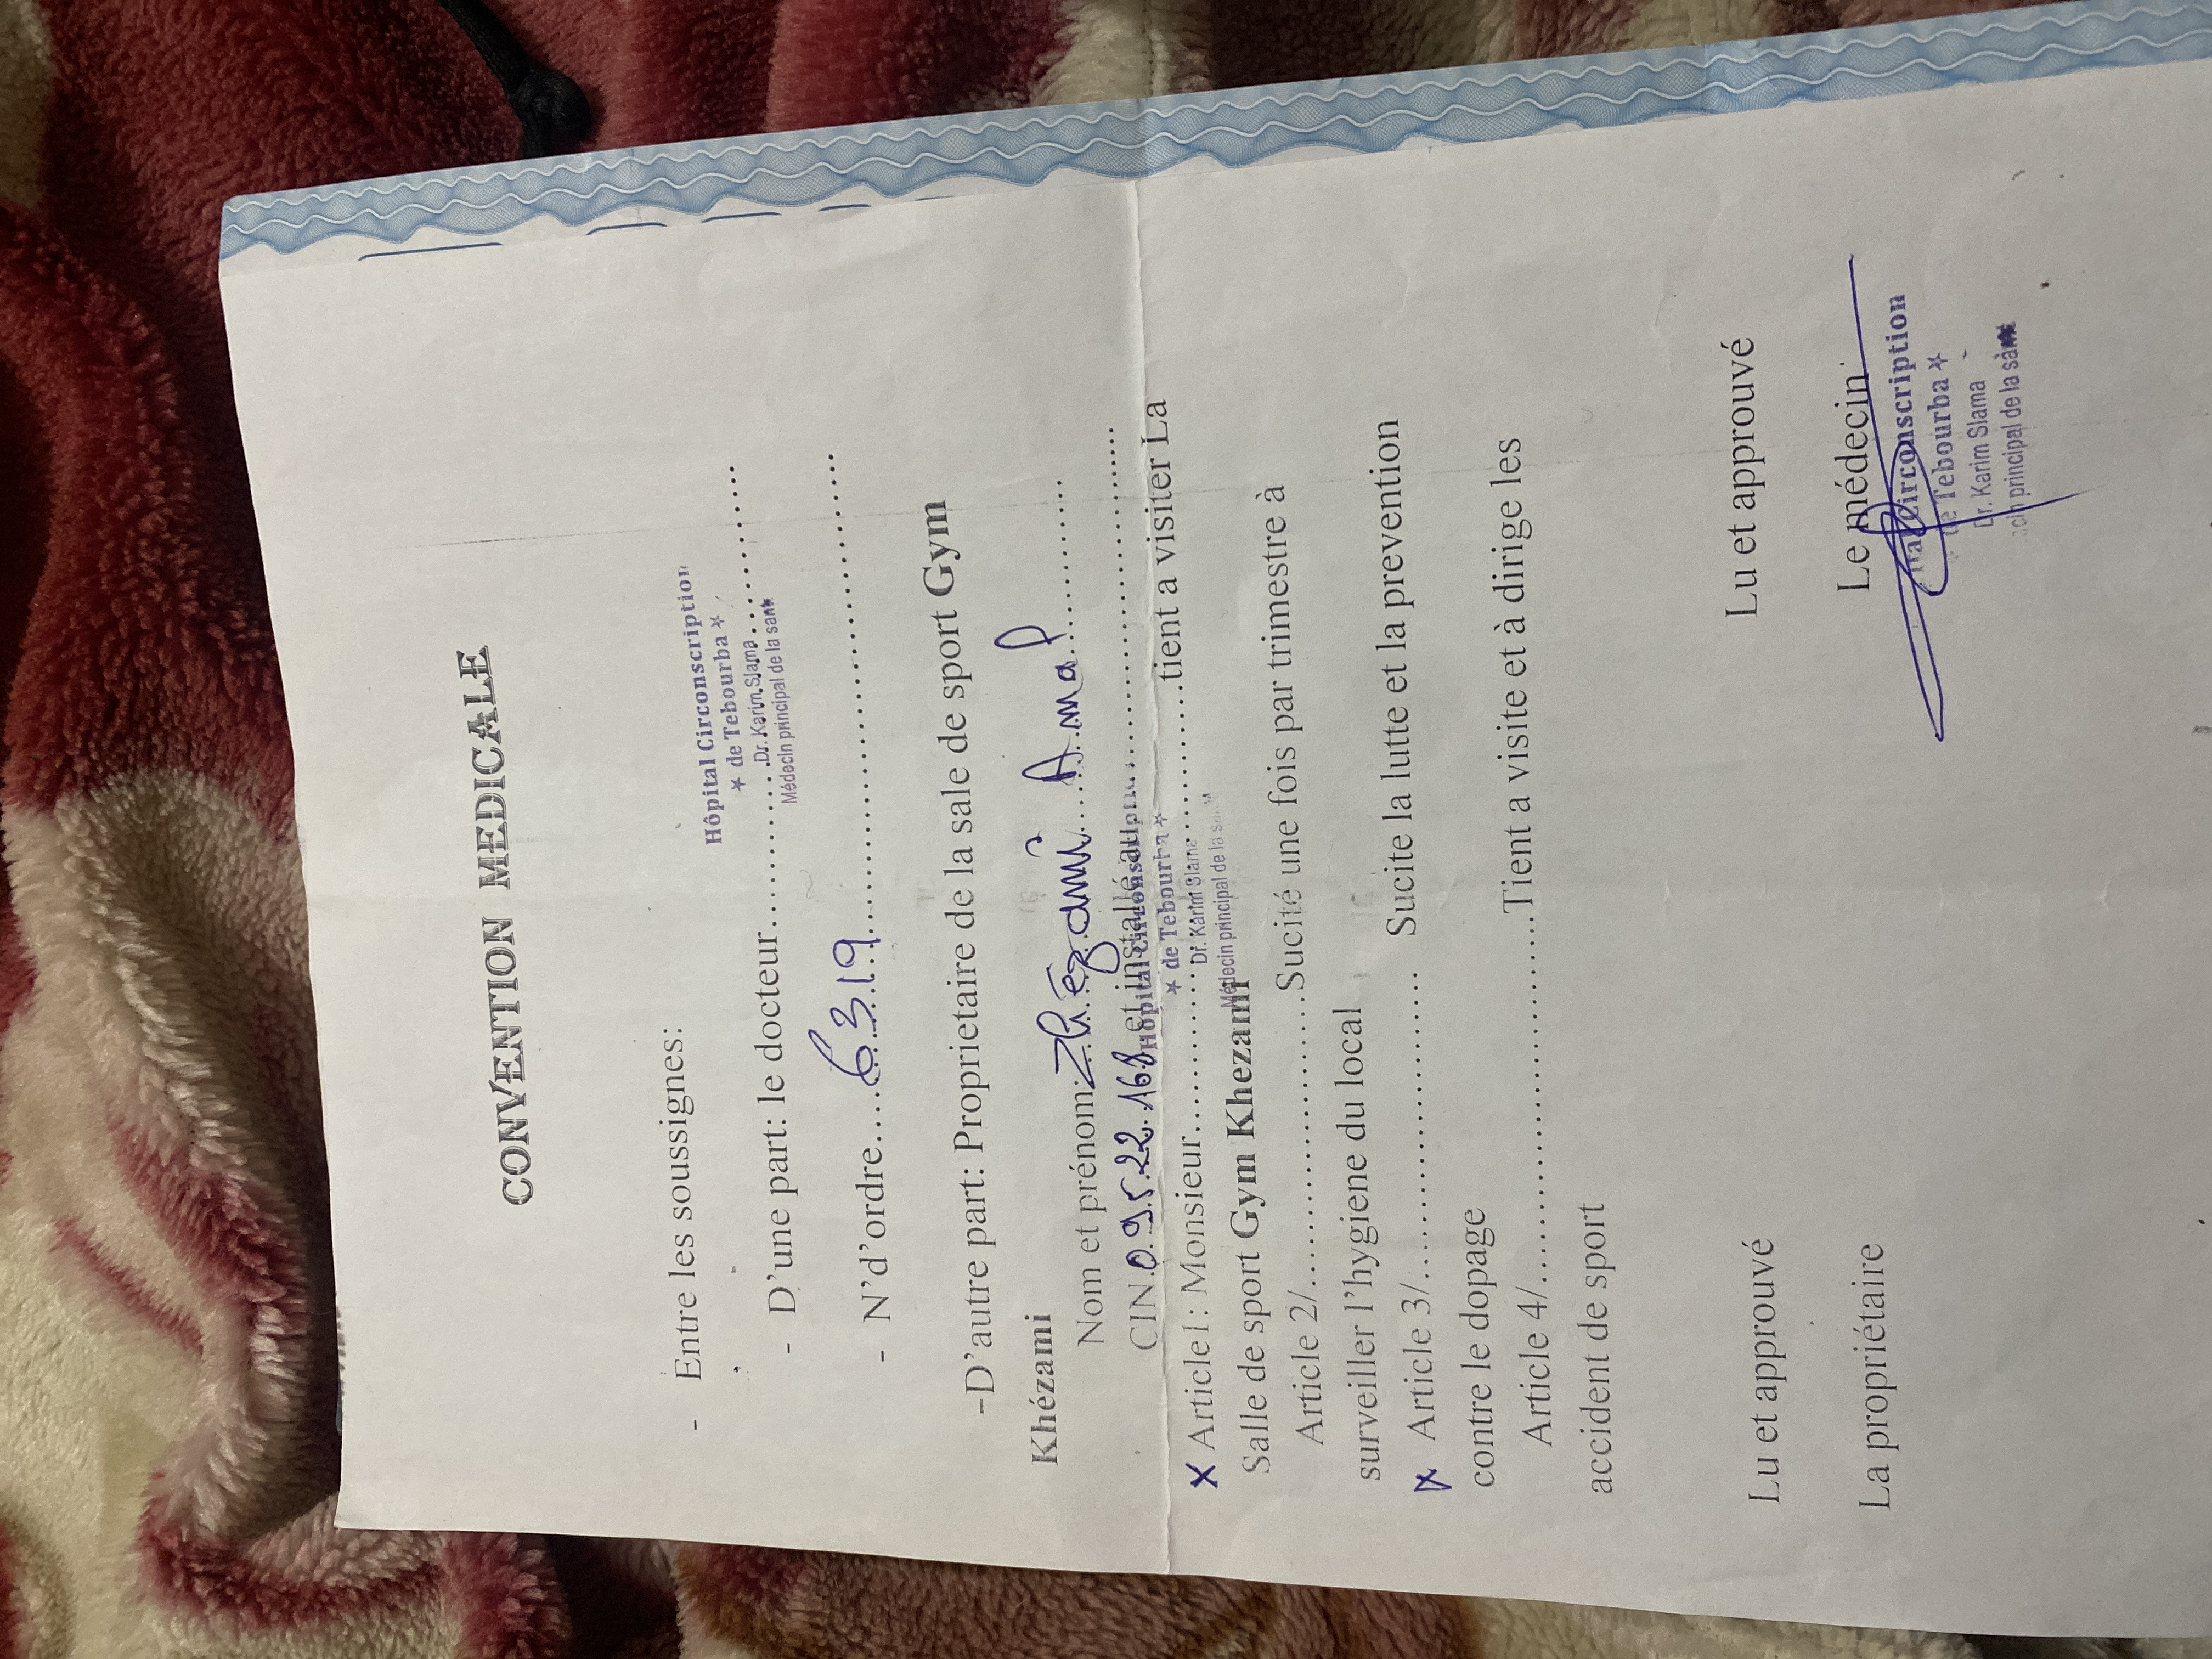 CONVENTION MEDICALE
- Entre les soussignes:
Hôpital Circonscription
* de Tebourba *
- D'une part: le docteur.......Dr. Karim Slama..............
Médecin principal de la santé
- N'd'ordre....6319........................................
-D'autre part: Proprietaire de la sale de sport Gym
Khézami
Nom et prénom: Khézami Amal..............
CIN.09522168 et installé au..............................
Hôpital Circonscription
* de Tebourba *
× Article1: Monsieur..............................tient a visiter La
Dr. Karim Slama
Médecin principal de la
Salle de sport Gym Khezami
Article 2/..............................Sucité une fois par trimestre à
surveiller l'hygiene du local
Article 3/.............................. Sucite la lutte et la prevention
contre le dopage
Article 4/..............................Tient a visite et à dirige les
accident de sport
Lu et approuvé Lu et approuvé
La propriétaire Le médecin
Circonscription
de Tebourba *
Dr. Karim Slama
principal de la